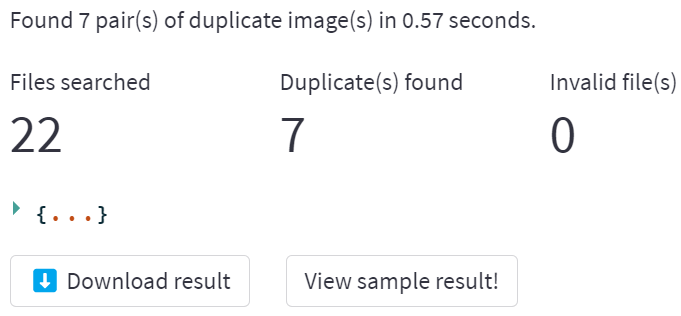 Found 7 pair(s) of duplicate image(s) in 0.57 seconds.
Files searched
Duplicate(s) found
Invalid file(s)
22
7
0
{...}
Download result
View sample result!